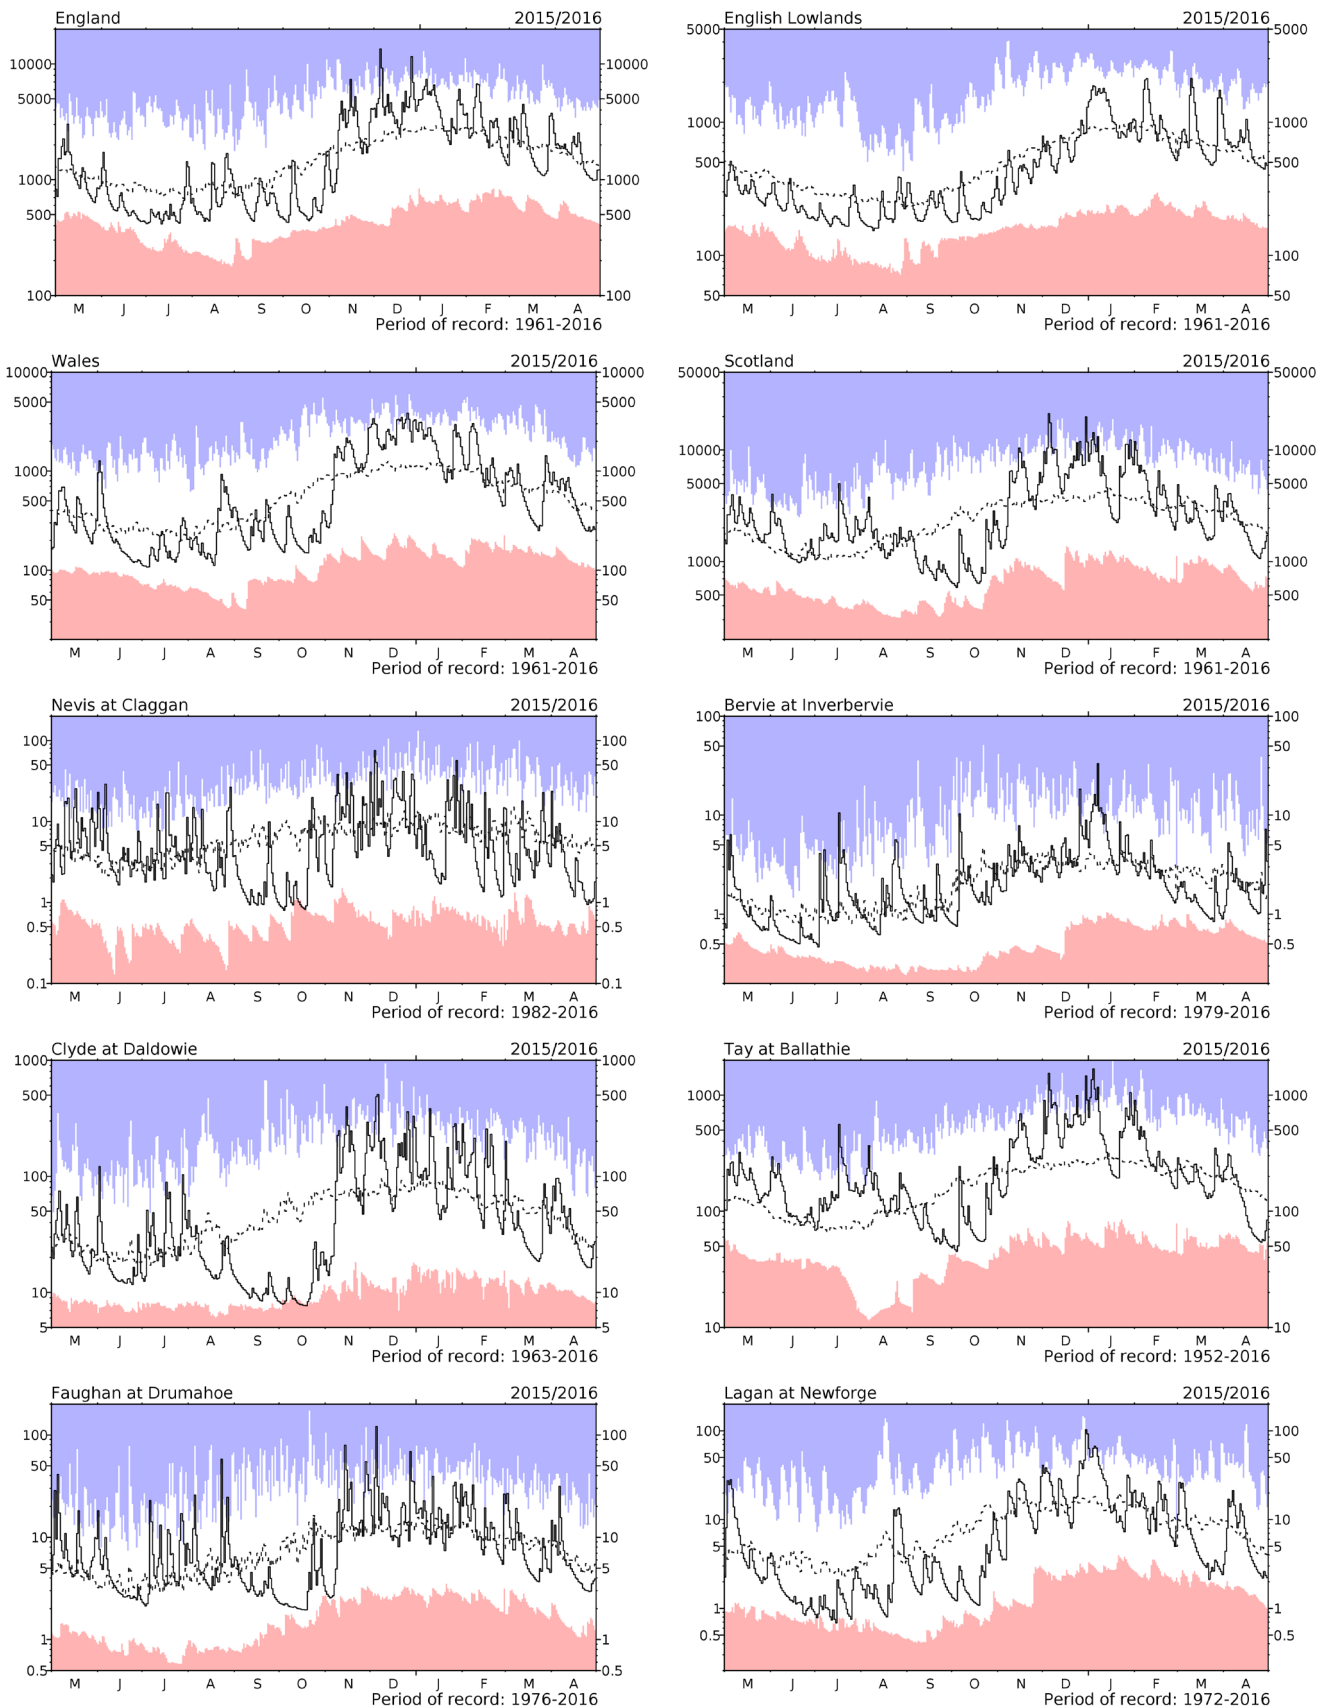 England 2015/2016
10000 10000
5000 5000
1000 1000
500 500
100 100
M J J A S O N D J F M A
Period of record: 1961-2016
English Lowlands 2015/2016
5000 5000
1000 1000
500 500
100 100
50 50
M J J A S O N D J F M A
Period of record: 1961-2016
Wales 2015/2016
10000 10000
5000 5000
1000 1000
500 500
100 100
50 50
M J J A S O N D J F M A
Period of record: 1961-2016
Scotland 2015/2016
50000 50000
10000 10000
5000 5000
1000 1000
500 500
M J J A S O N D J F M A
Period of record: 1961-2016
Nevis at Claggan 2015/2016
100 100
50 50
10 10
5 5
1 1
0.5 0.5
0.1 0.1
M J J A S O N D J F M A
Period of record: 1982-2016
Bervie at Inverbervie 2015/2016
100 100
50 50
10 10
5 5
1 1
0.5 0.5
M J J A S O N D J F M A
Period of record: 1979-2016
Clyde at Daldowie 2015/2016
1000 1000
500 500
100 100
50 50
10 10
5 5
M J J A S O N D J F M A
Period of record: 1963-2016
Tay at Ballathie 2015/2016
1000 1000
500 500
100 100
50 50
10 10
M J J A S O N D J F M A
Period of record: 1952-2016
Faughan at Drumahoe 2015/2016
100 100
50 50
10 10
5 5
1 1
0.5 0.5
M J J A S O N D J F M A
Period of record: 1976-2016
Lagan at Newforge 2015/2016
100 100
50 50
10 10
5 5
1 1
0.5 0.5
M J J A S O N D J F M A
Period of record: 1972-2016